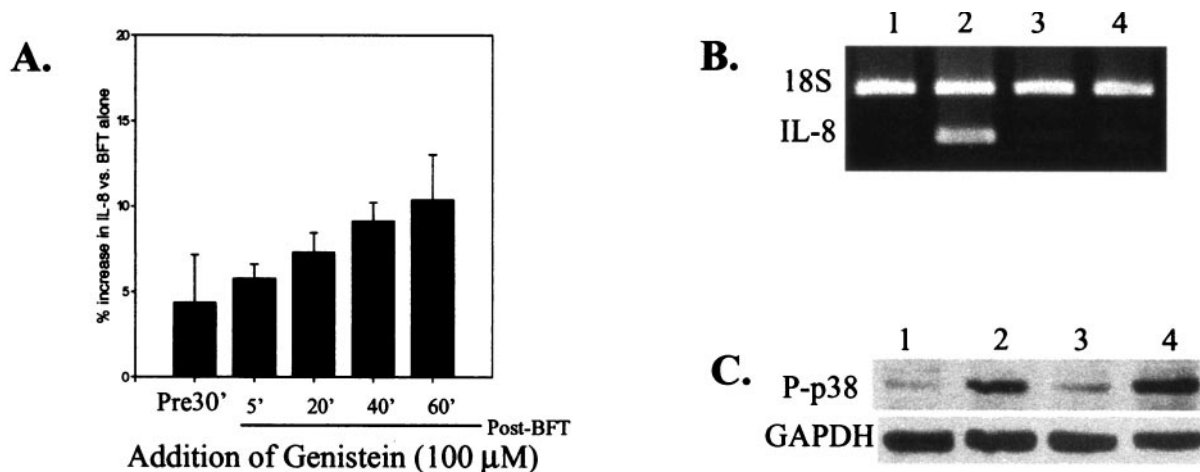 A.
% increase in IL-8 vs. BFT alone
20
15
10
5
0
Pre30’ 5’ 20’ 40’ 60’
Post-BFT
Addition of Genistein (100 µM)
B.
1 2 3 4
18S
IL-8
C.
1 2 3 4
P-p38
GAPDH